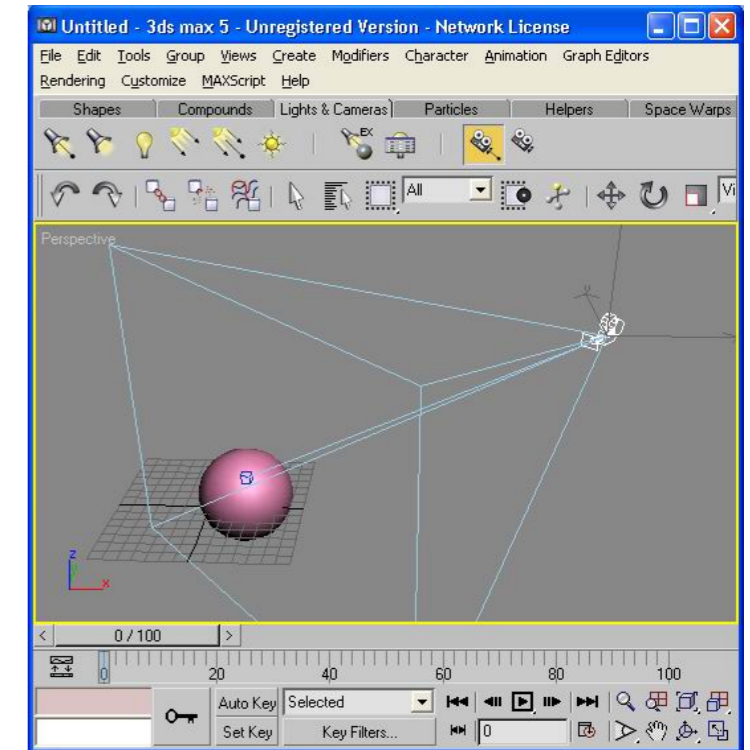 Untitled - 3ds max 5 - Unregistered Version - Network License
File Edit Tools Group Views Create Modifiers Character Animation Graph Editors
Rendering Customize MAXScript Help
Shapes Compounds Lights & Cameras Particles Helpers Space Warps
EX
All Vi
Perspective
z
y
x
0 / 100
0 20 40 60 80 100
Auto Key Selected
Set Key Key Filters... 0